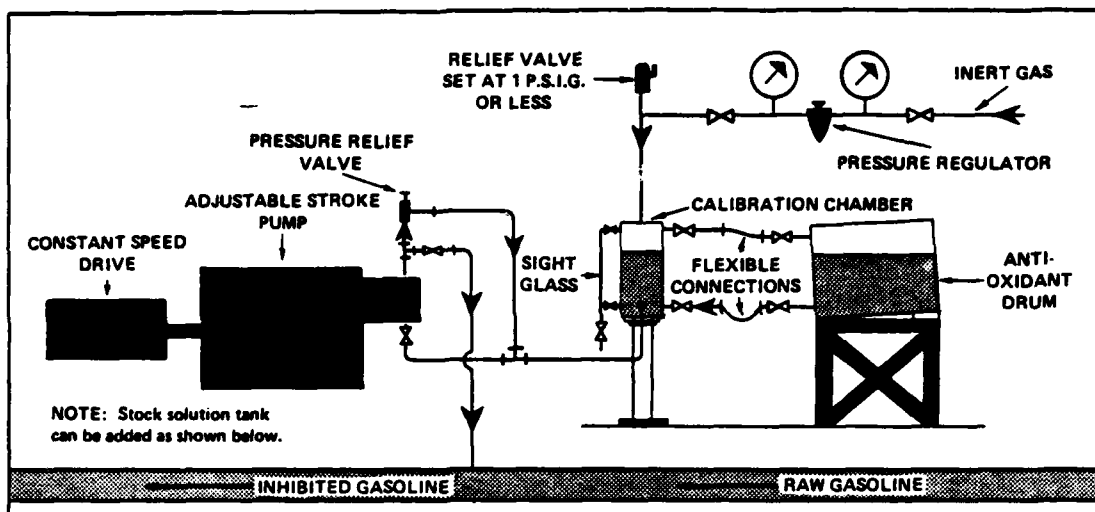 RELIEF VALVE
SET AT 1 P.S.I.G.
OR LESS
INERT GAS
PRESSURE RELIEF
VALVE
PRESSURE REGULATOR
ADJUSTABLE STROKE
PUMP
CALIBRATION CHAMBER
CONSTANT SPEED
DRIVE
SIGHT
GLASS
FLEXIBLE
CONNECTIONS
ANTI-
OXIDANT
DRUM
NOTE: Stock solution tank
can be added as shown below.
INHIBITED GASOLINE
RAW GASOLINE